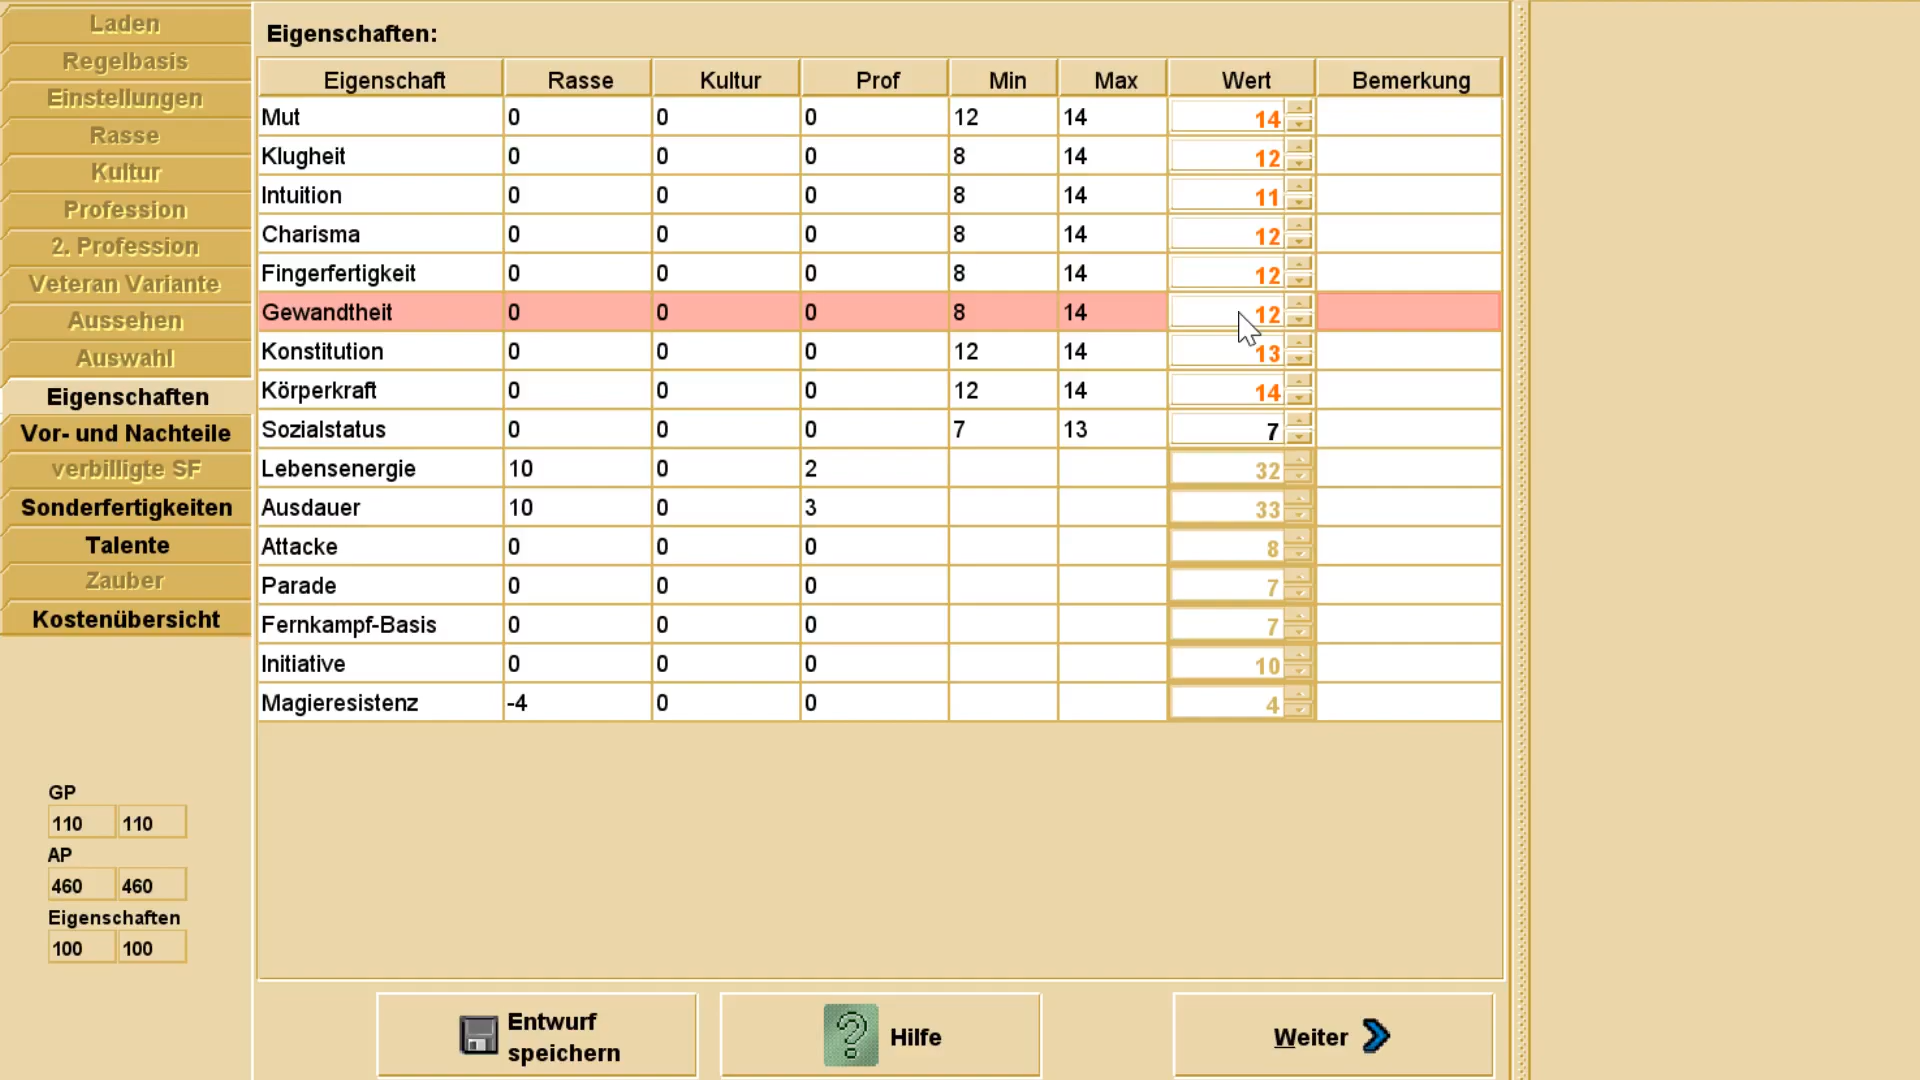 Laden
Regelbasis
Einstellungen
Rasse
Kultur
Profession
2. Profession
Veteran Variante
Aussehen
Auswahl
Eigenschaften
Vor- und Nachteile
verbilligte SF
Sonderfertigkeiten
Talente
Zauber
Kostenübersicht
GP
110 110
AP
460 460
Eigenschaften
100 100
Eigenschaften:
Eigenschaft Rasse Kultur Prof Min Max Wert Bemerkung
Mut 0 0 0 12 14 14
Klugheit 0 0 0 8 14 12
Intuition 0 0 0 8 14 11
Charisma 0 0 0 8 14 12
Fingerfertigkeit 0 0 0 8 14 12
Gewandtheit 0 0 0 8 14 12
Konstitution 0 0 0 12 14 13
Körperkraft 0 0 0 12 14 14
Sozialstatus 0 0 0 7 13 7
Lebensenergie 10 0 2 32
Ausdauer 10 0 3 33
Attacke 0 0 0 8
Parade 0 0 0 7
Fernkampf-Basis 0 0 0 7
Initiative 0 0 0 10
Magieresistenz -4 0 0 4
Entwurf
speichern
Hilfe
Weiter